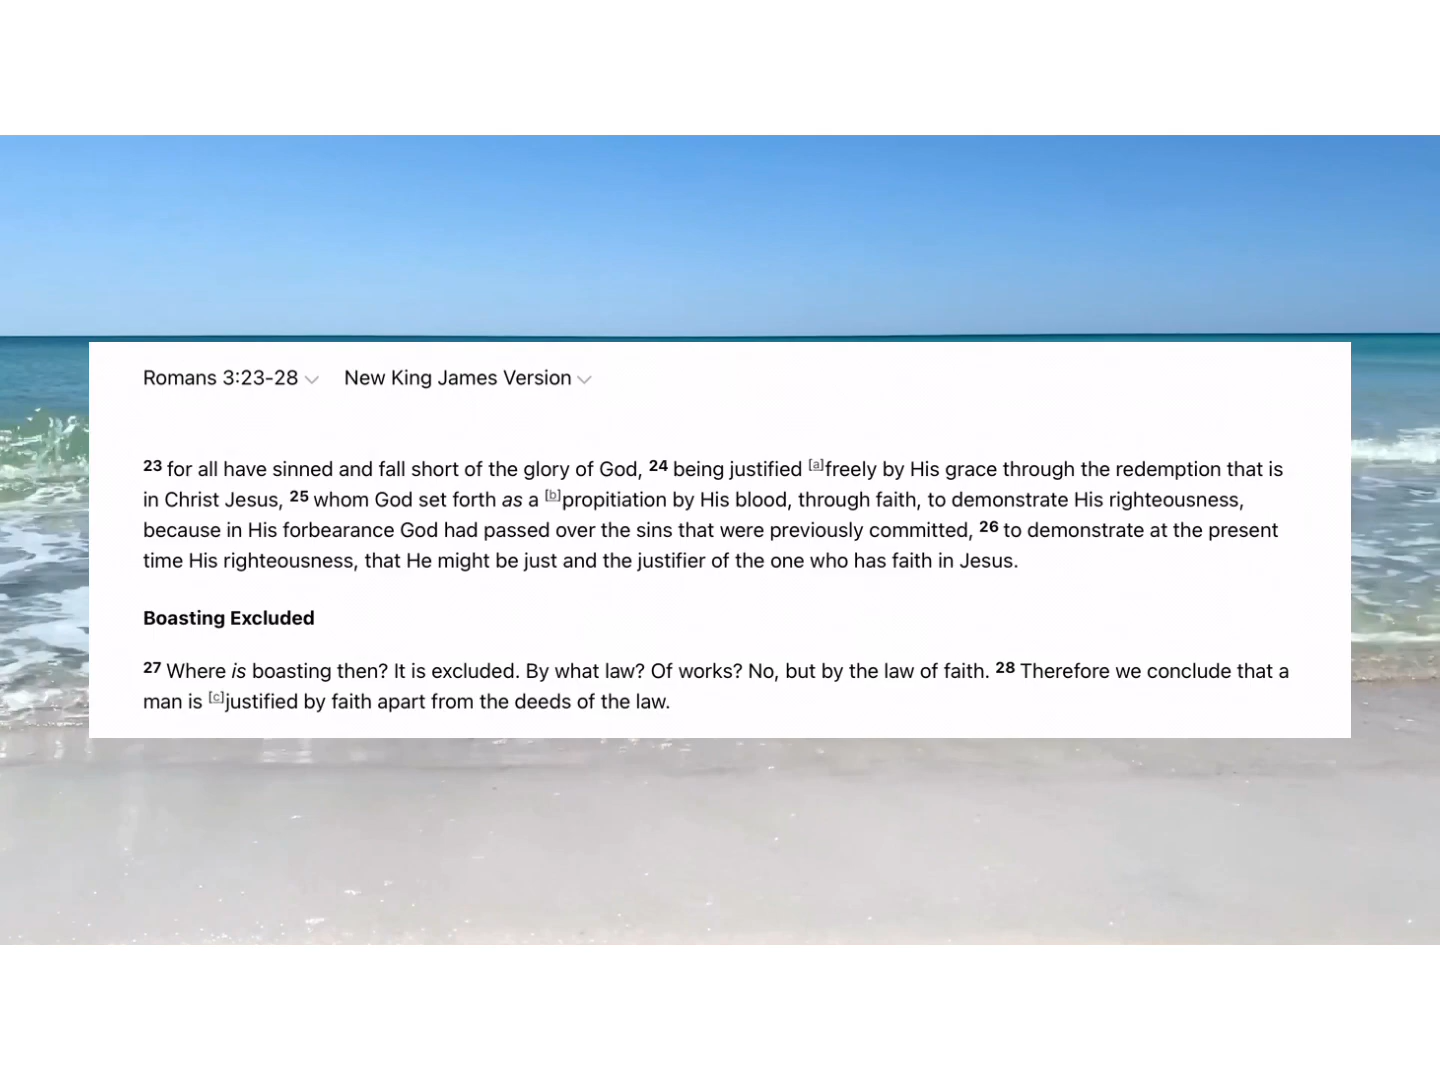 Romans 3:23-28 New King James Version
23 for all have sinned and fall short of the glory of God, 24 being justified [a]freely by His grace through the redemption that is
in Christ Jesus, 25 whom God set forth as a [b]propitiation by His blood, through faith, to demonstrate His righteousness,
because in His forbearance God had passed over the sins that were previously committed, 26 to demonstrate at the present
time His righteousness, that He might be just and the justifier of the one who has faith in Jesus.
Boasting Excluded
27 Where is boasting then? It is excluded. By what law? Of works? No, but by the law of faith. 28 Therefore we conclude that a
man is [c]justified by faith apart from the deeds of the law.